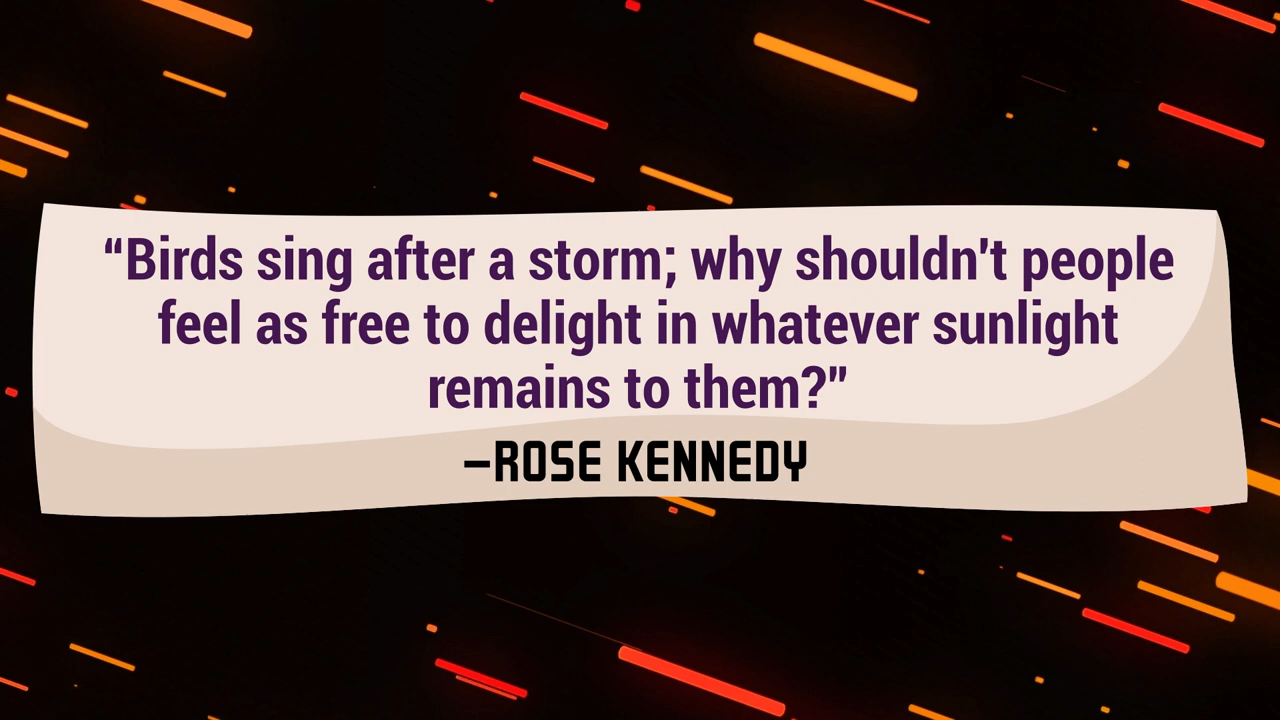 “Birds sing after a storm; why shouldn't people
feel as free to delight in whatever sunlight
remains to them?”
–ROSE KENNEDY